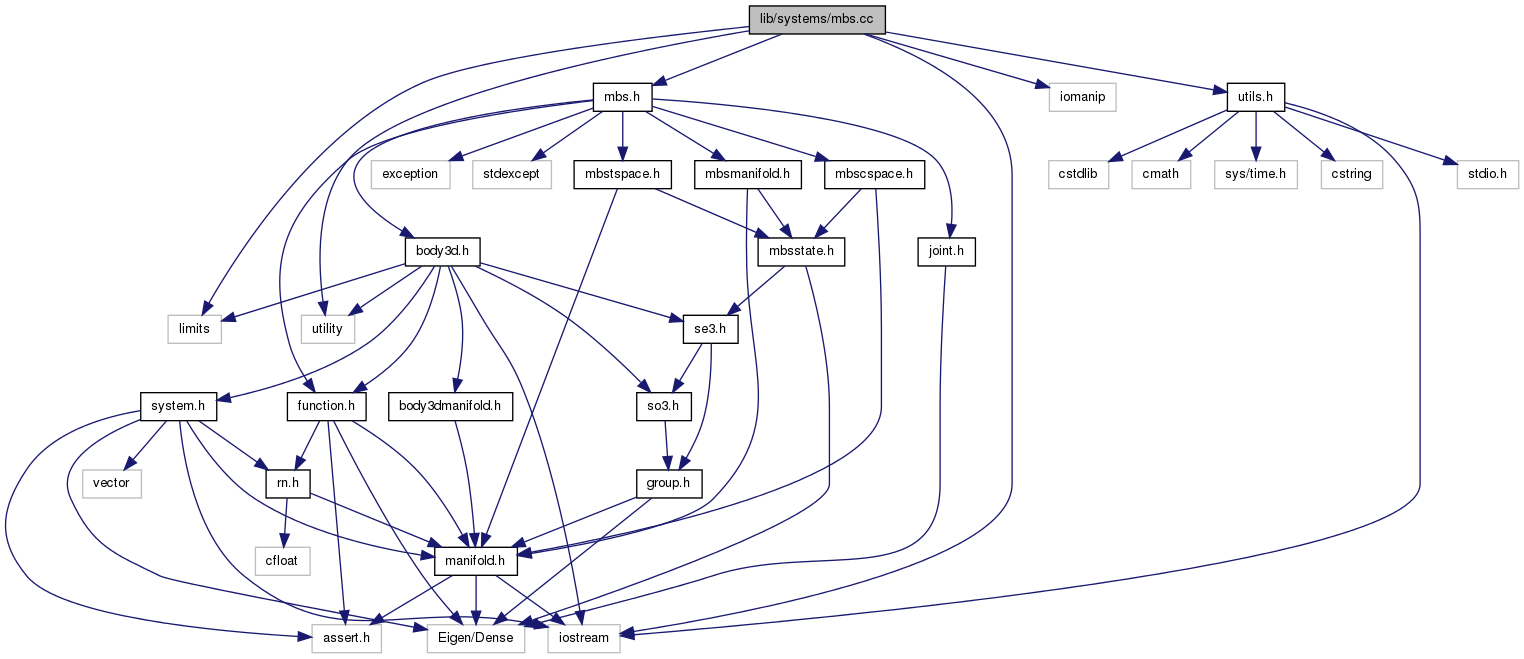 lib/systems/mbs.cc
mbs.h
iomanip
utils.h
exception
stdexcept
mbstspace.h
mbsmanifold.h
mbscspace.h
cstdlib
cmath
sys/time.h
cstring
stdio.h
body3d.h
mbsstate.h
joint.h
limits
utility
se3.h
system.h
function.h
body3dmanifold.h
so3.h
vector
rn.h
group.h
cfloat
manifold.h
assert.h
Eigen/Dense
iostream